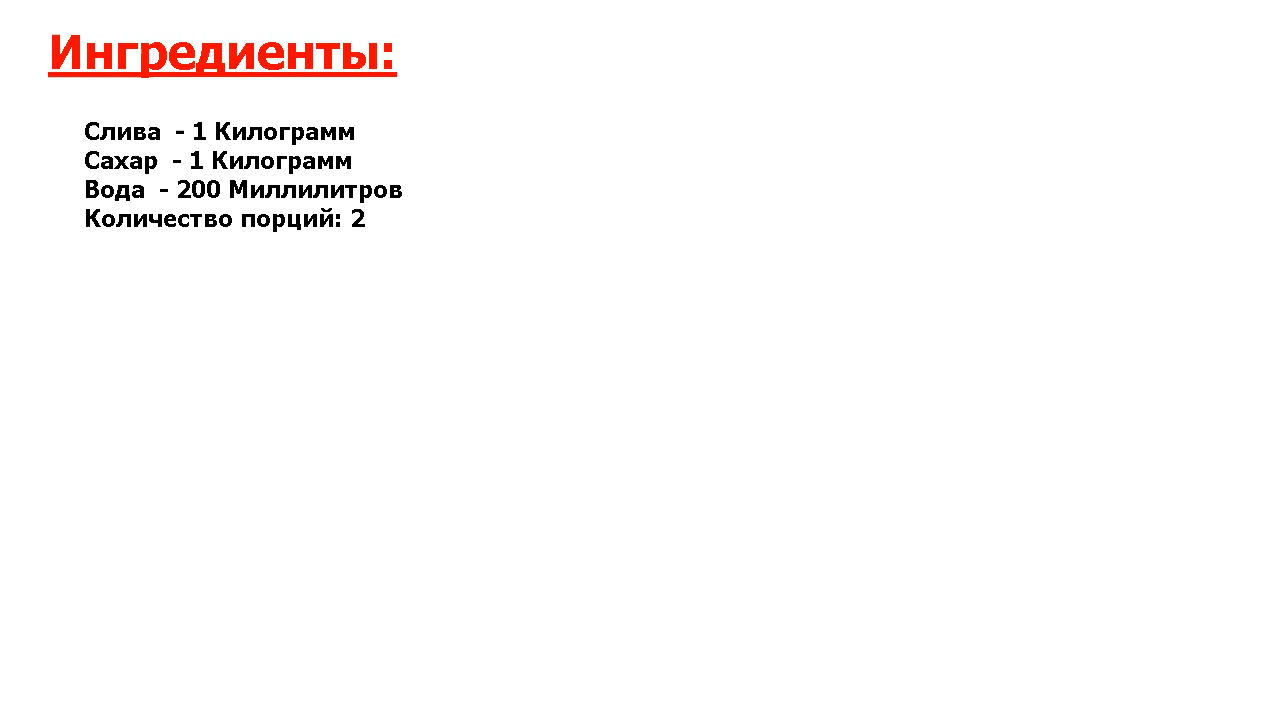 Ингредиенты:
Слива  - 1 Килограмм
Сахар  - 1 Килограмм
Вода  - 200 Миллилитров
Количество порций: 2